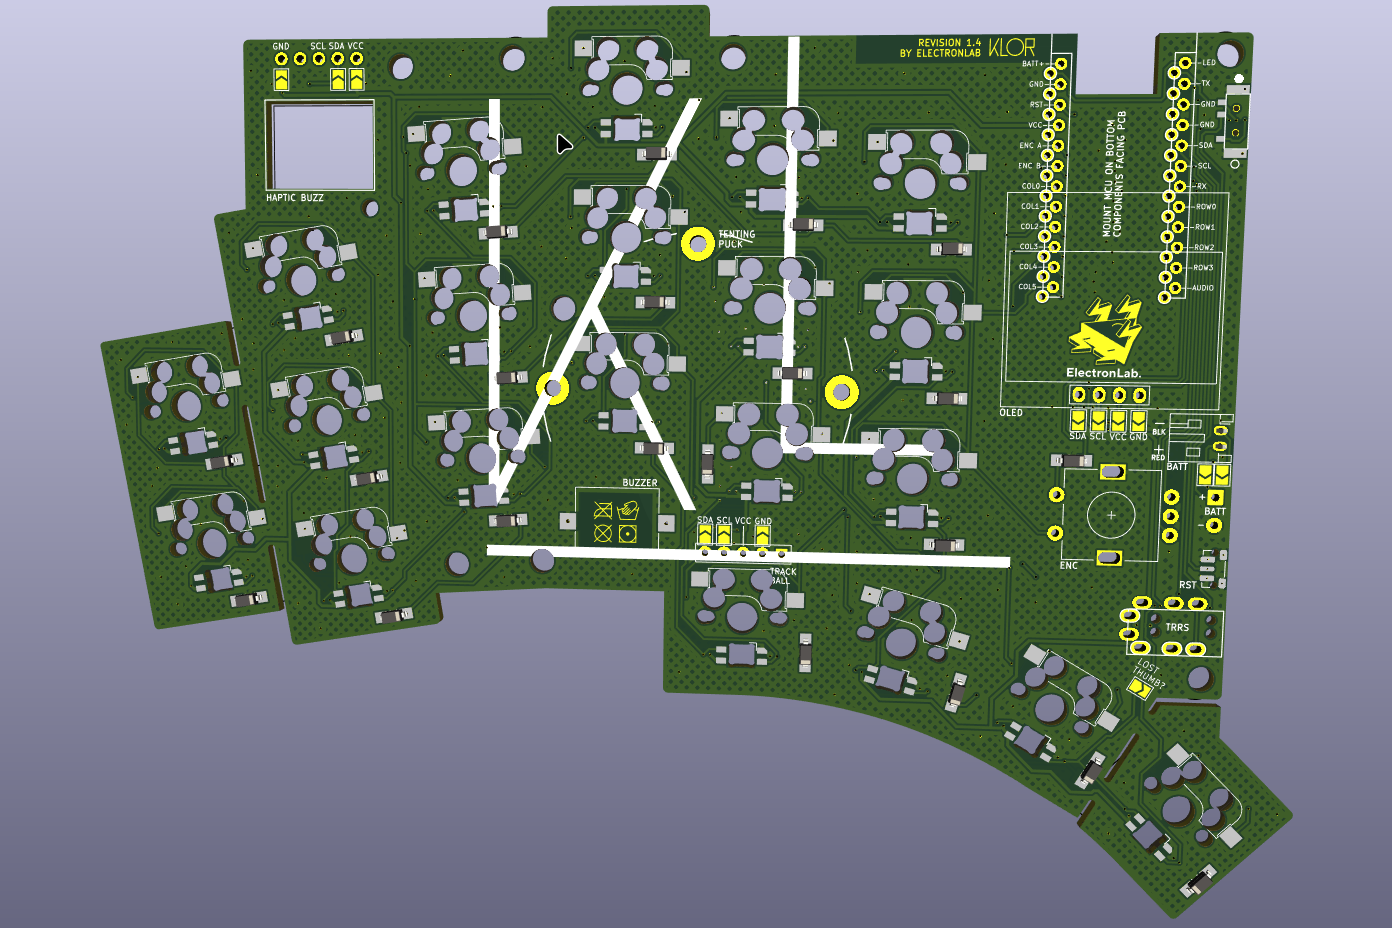 GND SCL SDA VCC
HAPTIC BUZZ
REVISION 1.4
BY ELECTRONLAB
KLOR
BATT+
GND
RST
VCC
ENC A
ENC B
COL0
COL1
COL2
COL3
COL4
COL5
MOUNT MCU ON BOTTOM
COMPONENTS FACING PCB
LED
TX
GND
GND
SDA
SCL
RX
ROW0
ROW1
ROW2
ROW3
AUDIO
TENTING
PUCK
ElectronLab.
OLED
SDA SCL VCC GND
BLK
RED
BATT
+
BATT
-
ENC
RST
TRRS
LOST
THUMB?
BUZZER
SDA SCL VCC GND
TRACK
BALL